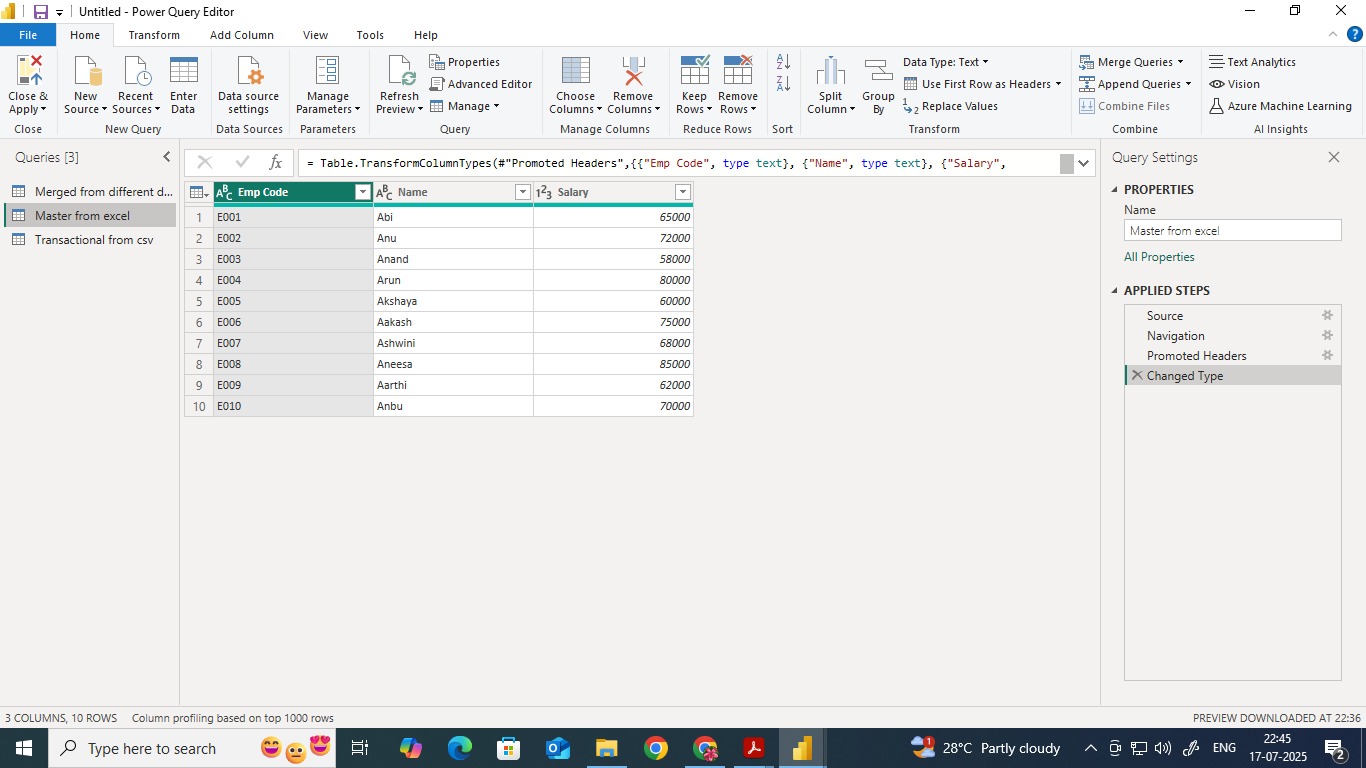 Untitled - Power Query Editor
File Home Transform Add Column View Tools Help
Close & Apply
Close
New Source
Recent Sources
Enter Data
New Query
Data source settings
Data Sources
Manage Parameters
Parameters
Refresh Preview
Properties
Advanced Editor
Manage
Query
Choose Columns
Remove Columns
Manage Columns
Keep Rows
Remove Rows
Reduce Rows
Sort
Split Column
Group By
Data Type: Text
Use First Row as Headers
Replace Values
Transform
Merge Queries
Append Queries
Combine Files
Combine
Text Analytics
Vision
Azure Machine Learning
AI Insights
Queries [3]
Merged from different d...
Master from excel
Transactional from csv
= Table.TransformColumnTypes(#"Promoted Headers",{{"Emp Code", type text}, {"Name", type text}, {"Salary",
Emp Code Name Salary
1 E001 Abi 65000
2 E002 Anu 72000
3 E003 Anand 58000
4 E004 Arun 80000
5 E005 Akshaya 60000
6 E006 Aakash 75000
7 E007 Ashwini 68000
8 E008 Aneesa 85000
9 E009 Aarthi 62000
10 E010 Anbu 70000
Query Settings
PROPERTIES
Name
Master from excel
All Properties
APPLIED STEPS
Source
Navigation
Promoted Headers
Changed Type
3 COLUMNS, 10 ROWS Column profiling based on top 1000 rows
PREVIEW DOWNLOADED AT 22:36
Type here to search
28°C Partly cloudy
ENG
22:45
17-07-2025
2